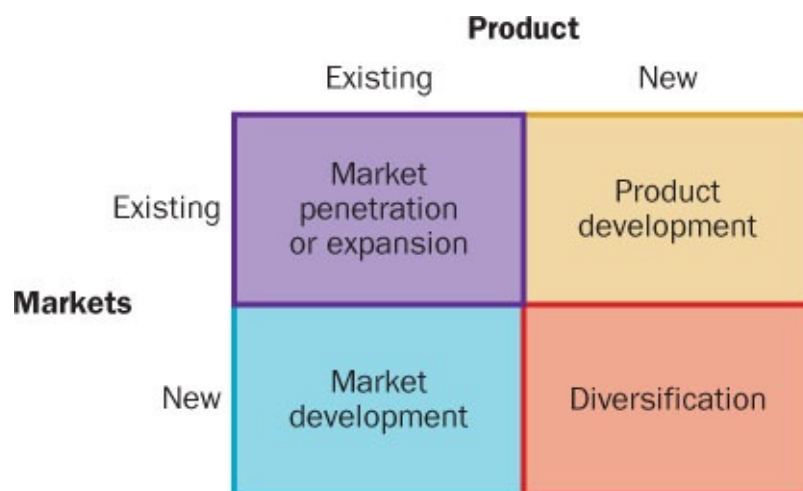 Product
Existing New
Market
penetration
or expansion
Product
development
Existing
Markets
New
Market
development
Diversification